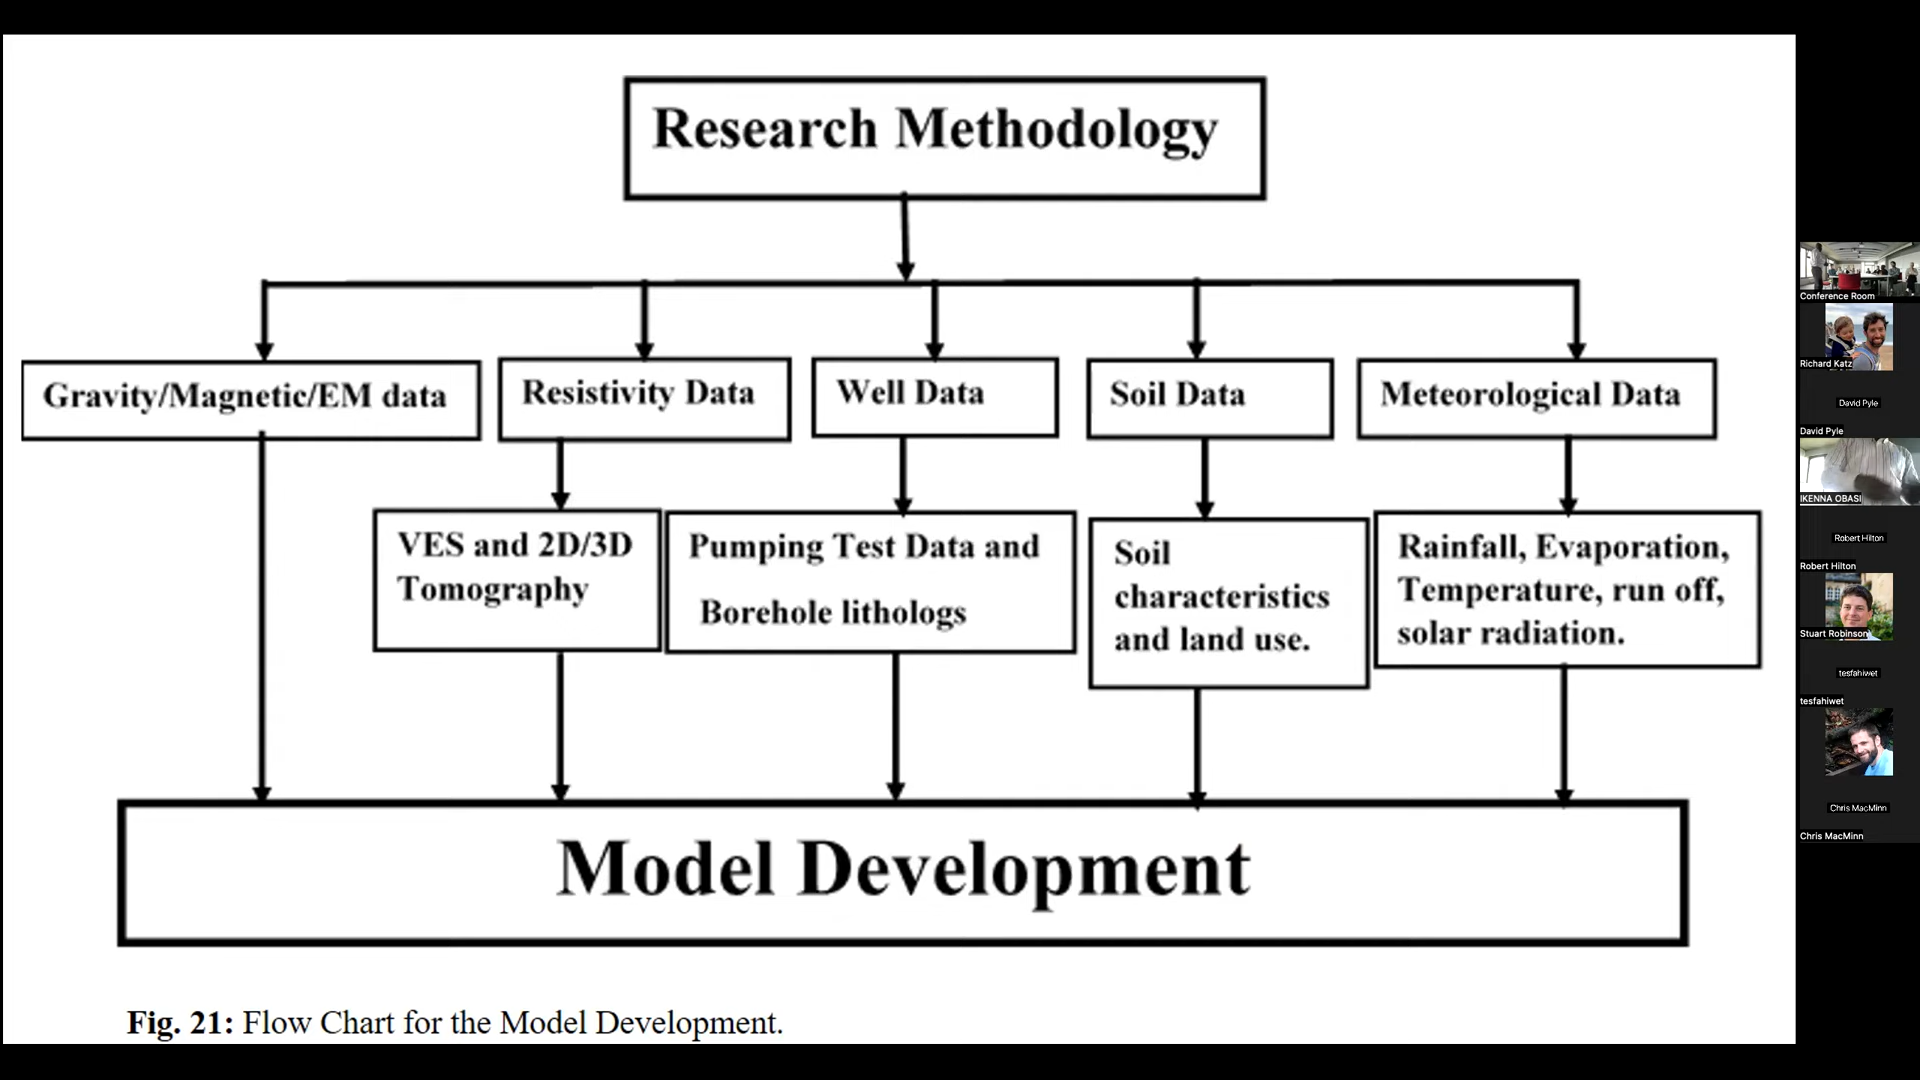 Research Methodology
Gravity/Magnetic/EM data
Resistivity Data
Well Data
Soil Data
Meteorological Data
VES and 2D/3D
Tomography
Pumping Test Data and
Borehole lithologs
Soil
characteristics
and land use.
Rainfall, Evaporation,
Temperature, run off,
solar radiation.
Model Development
Fig. 21: Flow Chart for the Model Development.
Conference Room
Richard Katz
David Pyle
David Pyle
IKENNA OBASI
Robert Hilton
Robert Hilton
Stuart Robinson
tesfahiwet
tesfahiwet
Chris MacMinn
Chris MacMinn